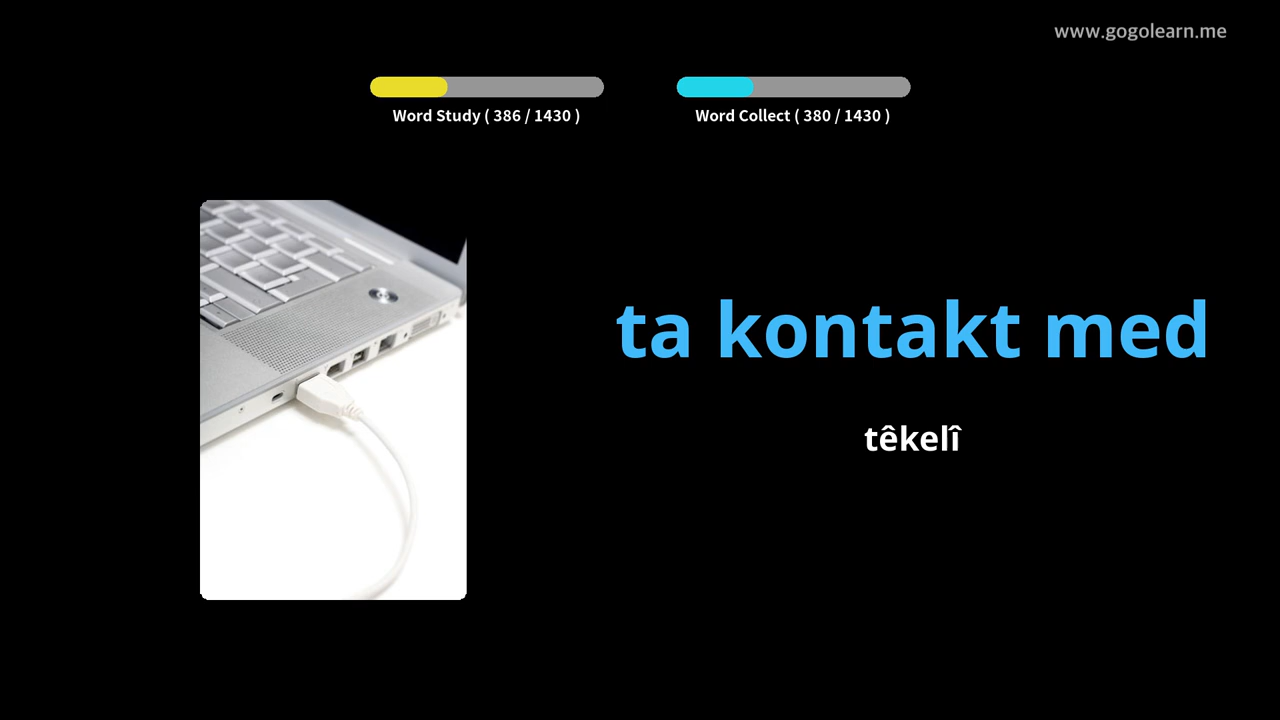 www.gogolearn.me
Word Study ( 386 / 1430 )
Word Collect ( 380 / 1430 )
ta kontakt med
têkelî